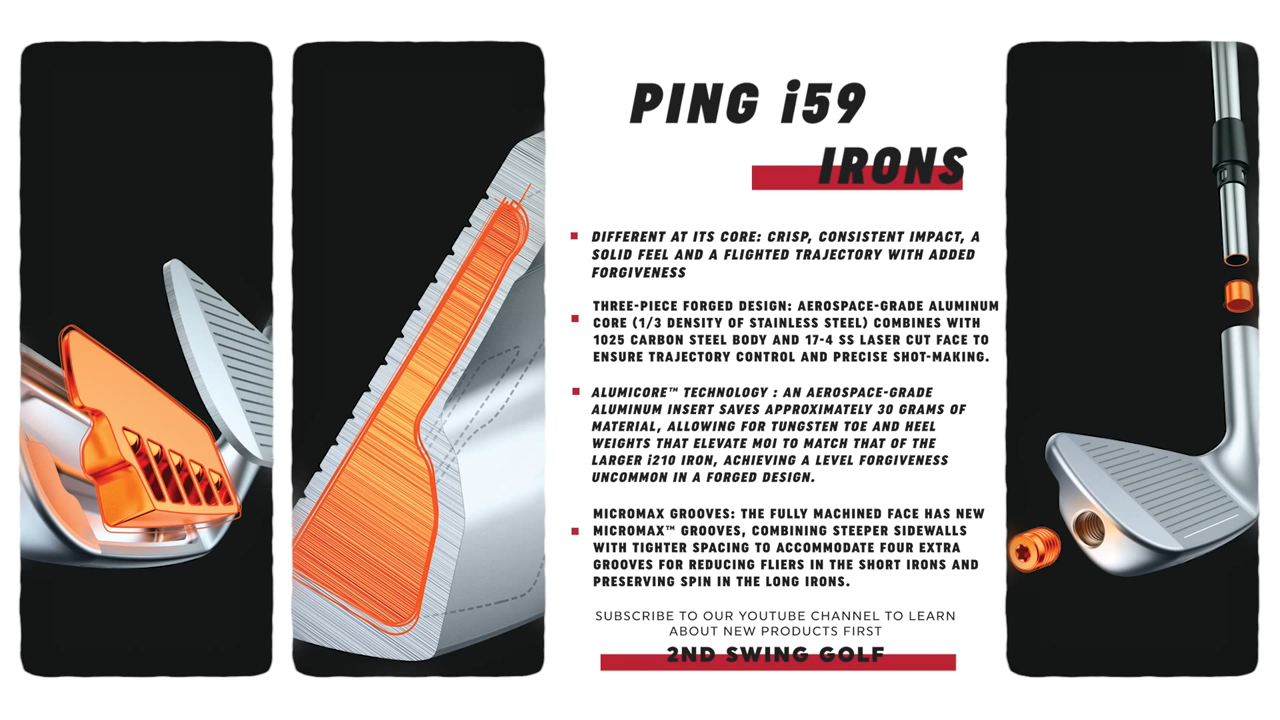 PING i59
IRONS
DIFFERENT AT ITS CORE: CRISP, CONSISTENT IMPACT, A
SOLID FEEL AND A FLIGHTED TRAJECTORY WITH ADDED
FORGIVENESS
THREE-PIECE FORGED DESIGN: AEROSPACE-GRADE ALUMINUM
CORE (1/3 DENSITY OF STAINLESS STEEL) COMBINES WITH
1025 CARBON STEEL BODY AND 17-4 SS LASER CUT FACE TO
ENSURE TRAJECTORY CONTROL AND PRECISE SHOT-MAKING.
ALUMICORE™ TECHNOLOGY : AN AEROSPACE-GRADE
ALUMINUM INSERT SAVES APPROXIMATELY 30 GRAMS OF
MATERIAL, ALLOWING FOR TUNGSTEN TOE AND HEEL
WEIGHTS THAT ELEVATE MOI TO MATCH THAT OF THE
LARGER i210 IRON, ACHIEVING A LEVEL FORGIVENESS
UNCOMMON IN A FORGED DESIGN.
MICROMAX GROOVES: THE FULLY MACHINED FACE HAS NEW
MICROMAX™ GROOVES, COMBINING STEEPER SIDEWALLS
WITH TIGHTER SPACING TO ACCOMMODATE FOUR EXTRA
GROOVES FOR REDUCING FLIERS IN THE SHORT IRONS AND
PRESERVING SPIN IN THE LONG IRONS.
SUBSCRIBE TO OUR YOUTUBE CHANNEL TO LEARN
ABOUT NEW PRODUCTS FIRST
2ND SWING GOLF